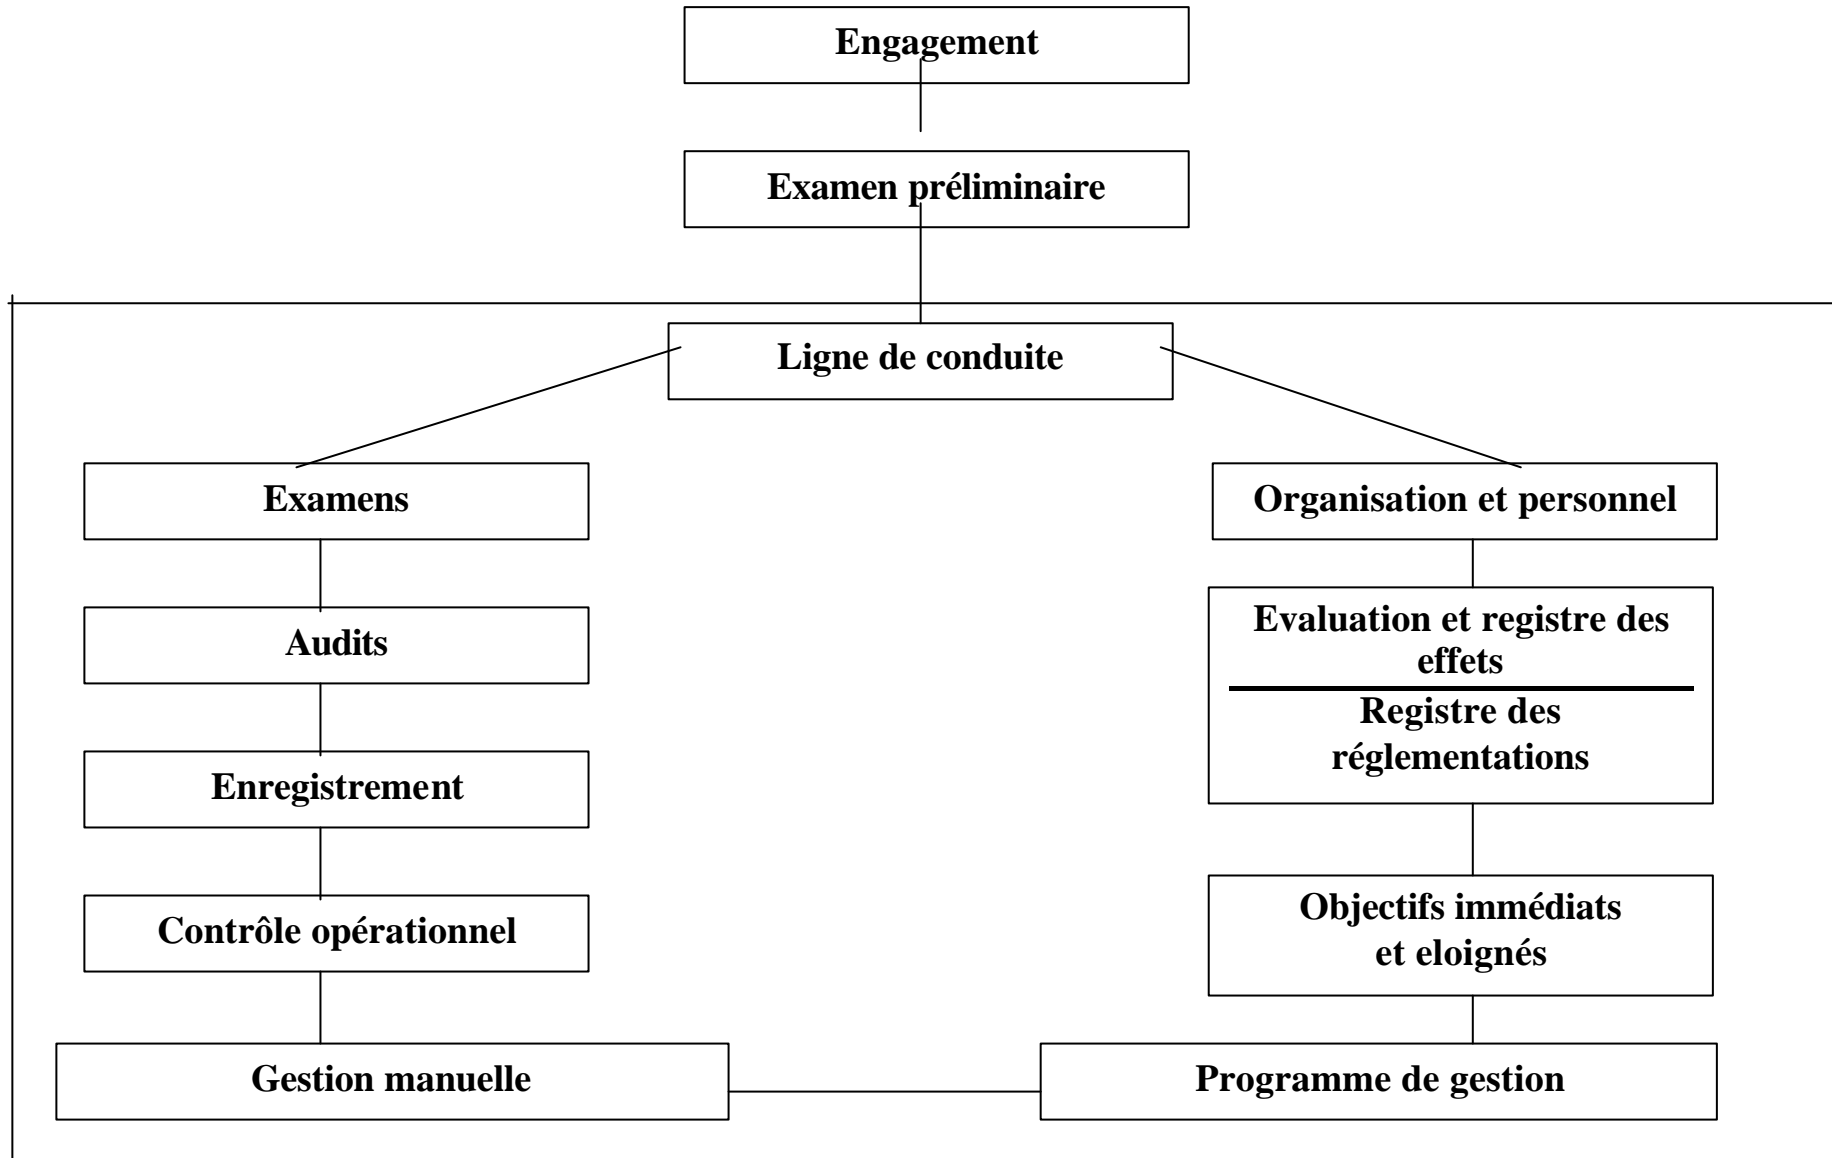 Engagement
Examen préliminaire
Ligne de conduite
Examens
Organisation et personnel
Audits
Evaluation et registre des
effets
Registre des
réglementations
Enregistrement
Contrôle opérationnel
Objectifs immédiats
et eloignés
Gestion manuelle
Programme de gestion